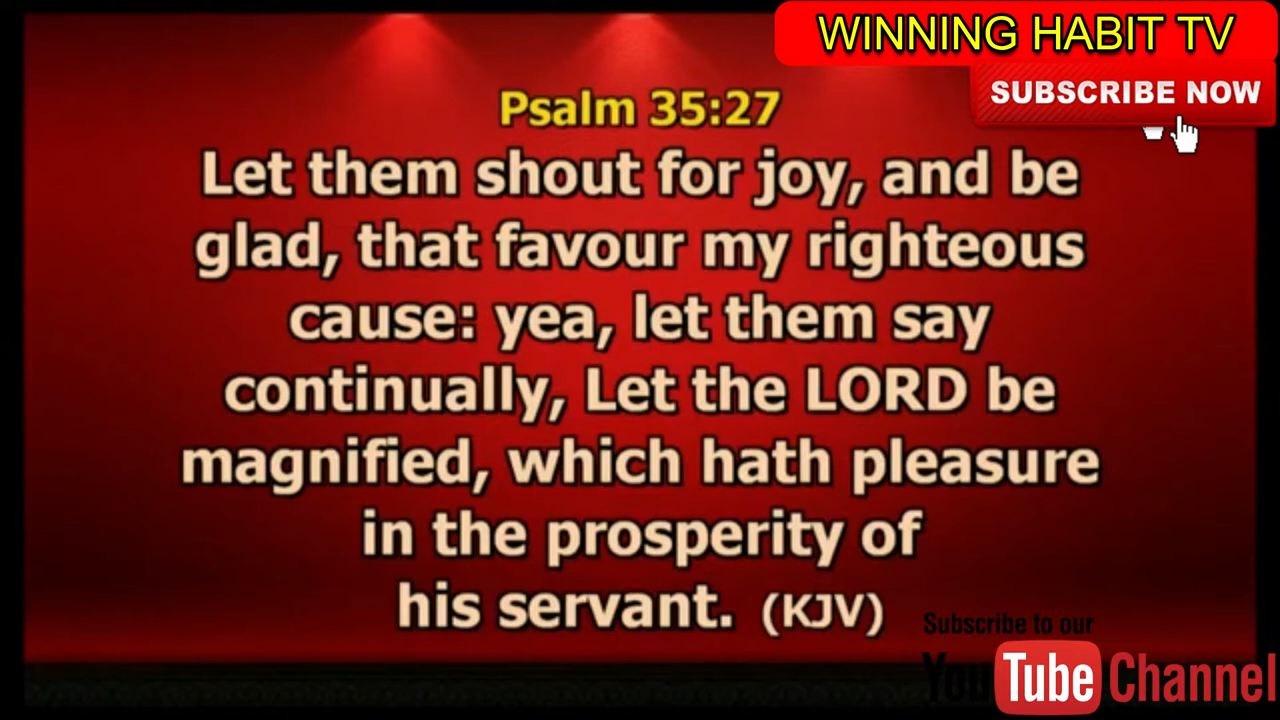 WINNING HABIT TV
SUBSCRIBE NOW
Psalm 35:27
Let them shout for joy, and be
glad, that favour my righteous
cause: yea, let them say
continually, Let the LORD be
magnified, which hath pleasure
in the prosperity of
his servant. (KJV)
Subscribe to our
YouTube Channel